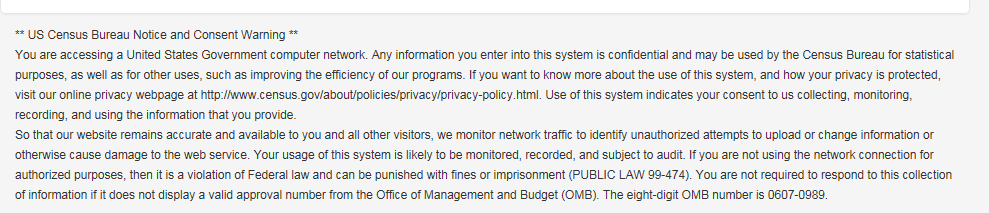 ** US Census Bureau Notice and Consent Warning **
You are accessing a United States Government computer network. Any information you enter into this system is confidential and may be used by the Census Bureau for statistical
purposes, as well as for other uses, such as improving the efficiency of our programs. If you want to know more about the use of this system, and how your privacy is protected,
visit our online privacy webpage at http://www.census.gov/about/policies/privacy/privacy-policy.html. Use of this system indicates your consent to us collecting, monitoring,
recording, and using the information that you provide.
So that our website remains accurate and available to you and all other visitors, we monitor network traffic to identify unauthorized attempts to upload or change information or
otherwise cause damage to the web service. Your usage of this system is likely to be monitored, recorded, and subject to audit. If you are not using the network connection for
authorized purposes, then it is a violation of Federal law and can be punished with fines or imprisonment (PUBLIC LAW 99-474). You are not required to respond to this collection
of information if it does not display a valid approval number from the Office of Management and Budget (OMB). The eight-digit OMB number is 0607-0989.